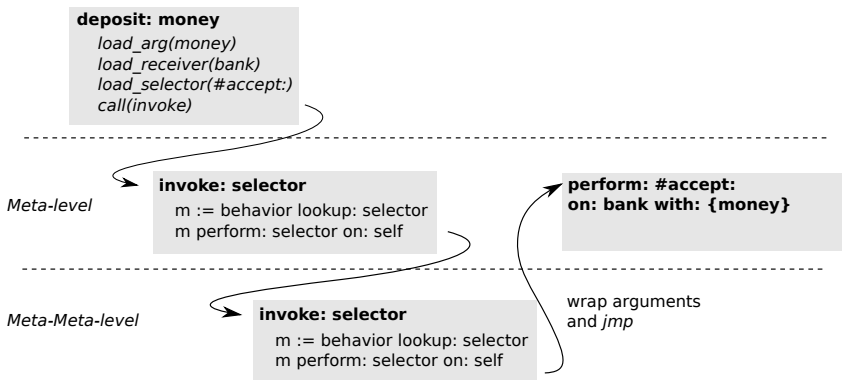 deposit: money
load_arg(money)
load_receiver(bank)
load_selector(#accept:)
call(invoke)
Meta-level
invoke: selector
m := behavior lookup: selector
m perform: selector on: self
perform: #accept:
on: bank with: {money}
Meta-Meta-level
invoke: selector
m := behavior lookup: selector
m perform: selector on: self
wrap arguments
and jmp